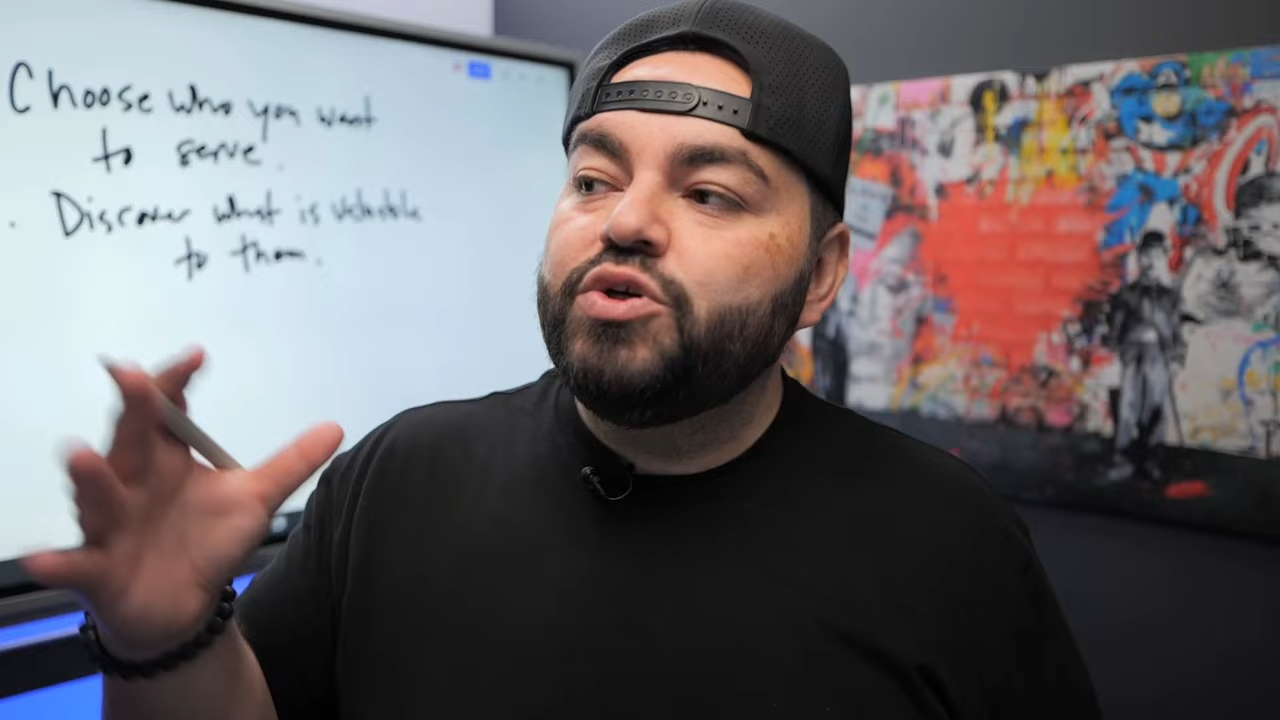 Choose who you want
to serve.
. Discover what is valuable
to them.